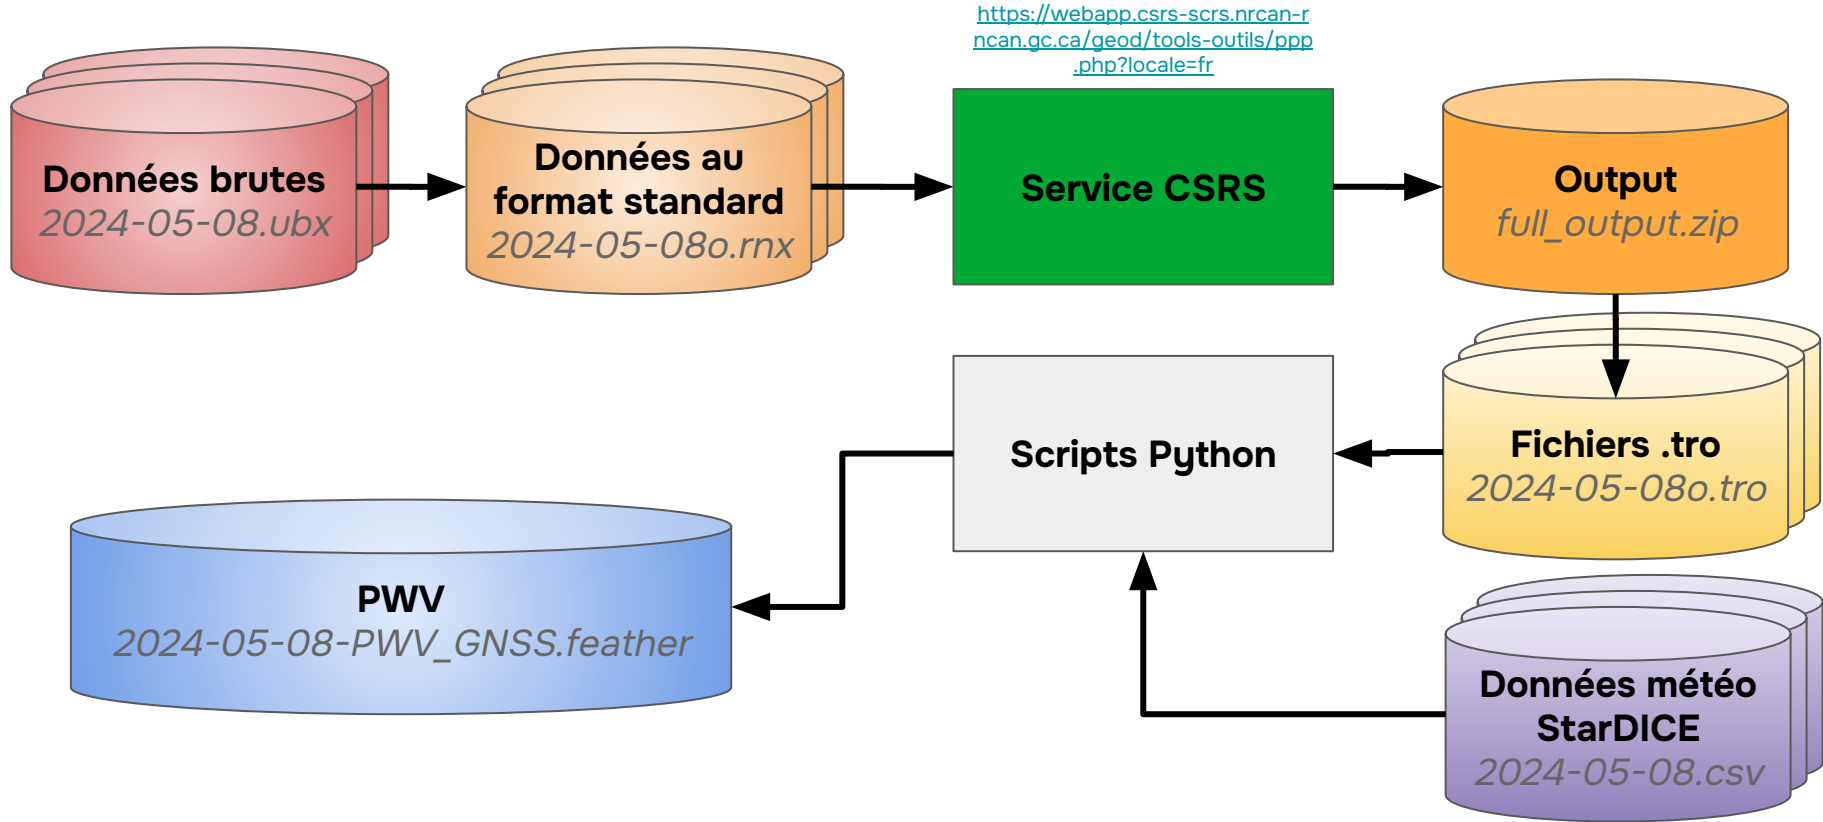 https://webapp.csrs-scrs.nrcan-r
ncan.gc.ca/geod/tools-outils/ppp
.php?locale=fr
Données brutes
2024-05-08.ubx
Données au
format standard
2024-05-08o.rnx
Service CSRS
Output
full_output.zip
Fichiers .tro
2024-05-08o.tro
Scripts Python
PWV
2024-05-08-PWV_GNSS.feather
Données météo
StarDICE
2024-05-08.csv